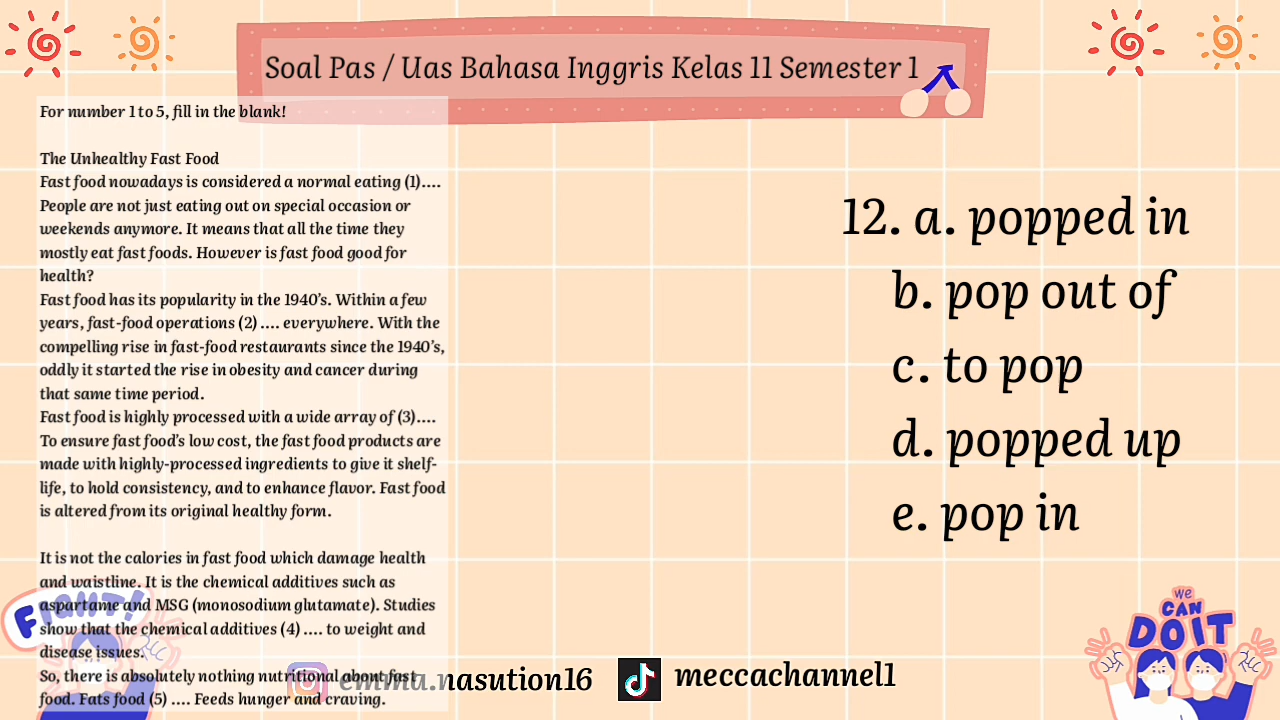 Soal Pas / Uas Bahasa Inggris Kelas 11 Semester 1
For number 1 to 5, fill in the blank!
The Unhealthy Fast Food
Fast food nowadays is considered a normal eating (1)....
People are not just eating out on special occasion or
weekends anymore. It means that all the time they
mostly eat fast foods. However is fast food good for
health?
Fast food has its popularity in the 1940's. Within a few
years, fast-food operations (2) .... everywhere. With the
compelling rise in fast-food restaurants since the 1940's,
oddly it started the rise in obesity and cancer during
that same time period.
Fast food is highly processed with a wide array of (3)....
To ensure fast food's low cost, the fast food products are
made with highly-processed ingredients to give it shelf-
life, to hold consistency, and to enhance flavor. Fast food
is altered from its original healthy form.
It is not the calories in fast food which damage health
and waistline. It is the chemical additives such as
aspartame and MSG (monosodium glutamate). Studies
show that the chemical additives (4) .... to weight and
disease issues.
So, there is absolutely nothing nutritional about fast
food. Fats food (5) .... Feeds hunger and craving.
12. a. popped in
b. pop out of
c. to pop
d. popped up
e. pop in
FIGHT!
emma.nasution16
meccachannel1
WE
CAN
DO IT